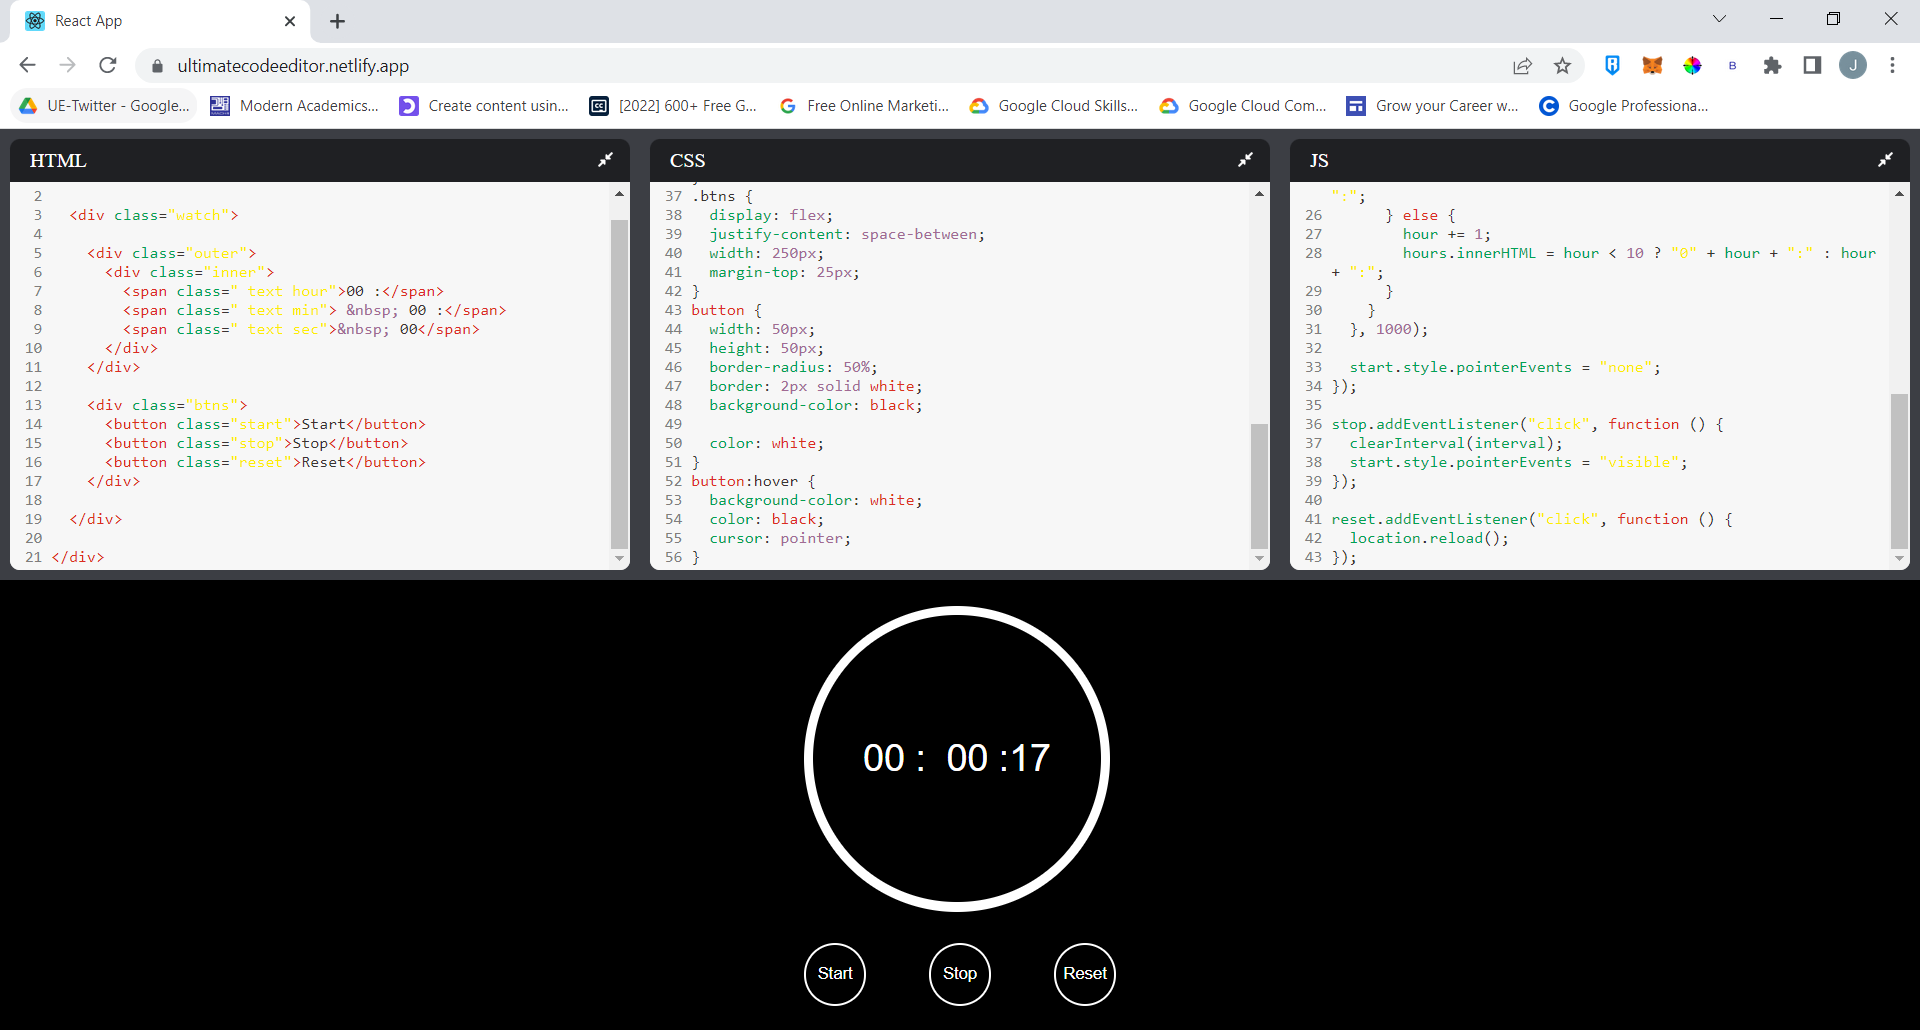 React App
ultimatecodeeditor.netlify.app
B
J
UE-Twitter - Google...
Modern Academics...
Create content usin...
[2022] 600+ Free G...
Free Online Marketi...
Google Cloud Skills...
Google Cloud Com...
Grow your Career w...
Google Professiona...
HTML
2
3 <div class="watch">
4
5 <div class="outer">
6 <div class="inner">
7 <span class=" text hour">00 :</span>
8 <span class=" text min"> &nbsp; 00 :</span>
9 <span class=" text sec">&nbsp; 00</span>
10 </div>
11 </div>
12
13 <div class="btns">
14 <button class="start">Start</button>
15 <button class="stop">Stop</button>
16 <button class="reset">Reset</button>
17 </div>
18
19 </div>
20
21 </div>
CSS
37 .btns {
38 display: flex;
39 justify-content: space-between;
40 width: 250px;
41 margin-top: 25px;
42 }
43 button {
44 width: 50px;
45 height: 50px;
46 border-radius: 50%;
47 border: 2px solid white;
48 background-color: black;
49
50 color: white;
51 }
52 button:hover {
53 background-color: white;
54 color: black;
55 cursor: pointer;
56 }
JS
":";
26 } else {
27 hour += 1;
28 hours.innerHTML = hour < 10 ? "0" + hour + ":" : hour
+ ":";
29 }
30 }
31 }, 1000);
32
33 start.style.pointerEvents = "none";
34 });
35
36 stop.addEventListener("click", function () {
37 clearInterval(interval);
38 start.style.pointerEvents = "visible";
39 });
40
41 reset.addEventListener("click", function () {
42 location.reload();
43 });
00 : 00 :17
Start
Stop
Reset